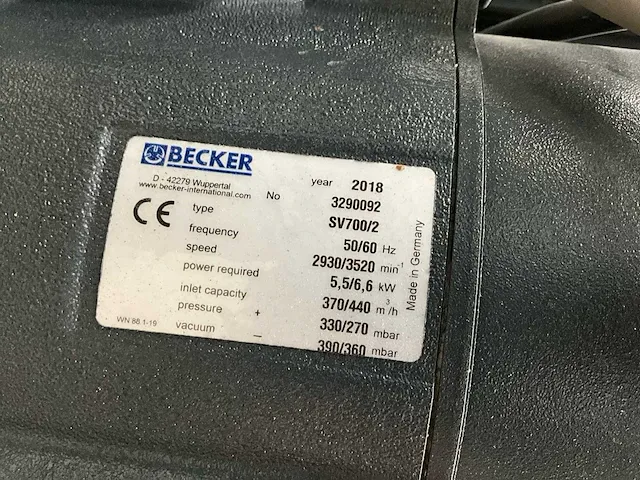 BECKER
D - 42279 Wuppertal
www.becker-international.com
year 2018
No 3290092
type SV700/2
frequency 50/60 Hz
speed 2930/3520 min⁻¹
power required 5,5/6,6 kW
inlet capacity 370/440 m³/h
pressure + 330/270 mbar
vacuum – 390/360 mbar
WN 86.1-19
CE
Made in Germany